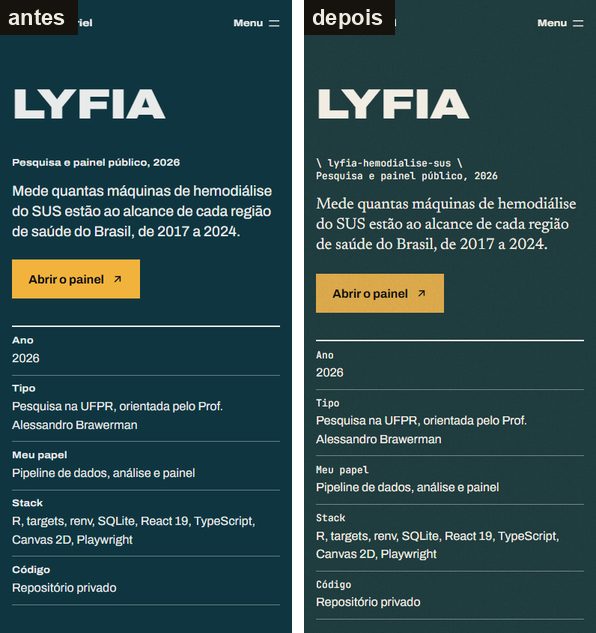 antes
riel
Menu
LYFIA
Pesquisa e painel público, 2026
Mede quantas máquinas de hemodiálise
do SUS estão ao alcance de cada região
de saúde do Brasil, de 2017 a 2024.
Abrir o painel
Ano
2026
Tipo
Pesquisa na UFPR, orientada pelo Prof.
Alessandro Brawerman
Meu papel
Pipeline de dados, análise e painel
Stack
R, targets, renv, SQLite, React 19, TypeScript,
Canvas 2D, Playwright
Código
Repositório privado
depois
Menu
LYFIA
\ lyfia-hemodialise-sus \
Pesquisa e painel público, 2026
Mede quantas máquinas de hemodiálise
do SUS estão ao alcance de cada região
de saúde do Brasil, de 2017 a 2024.
Abrir o painel
Ano
2026
Tipo
Pesquisa na UFPR, orientada pelo Prof.
Alessandro Brawerman
Meu papel
Pipeline de dados, análise e painel
Stack
R, targets, renv, SQLite, React 19, TypeScript,
Canvas 2D, Playwright
Código
Repositório privado